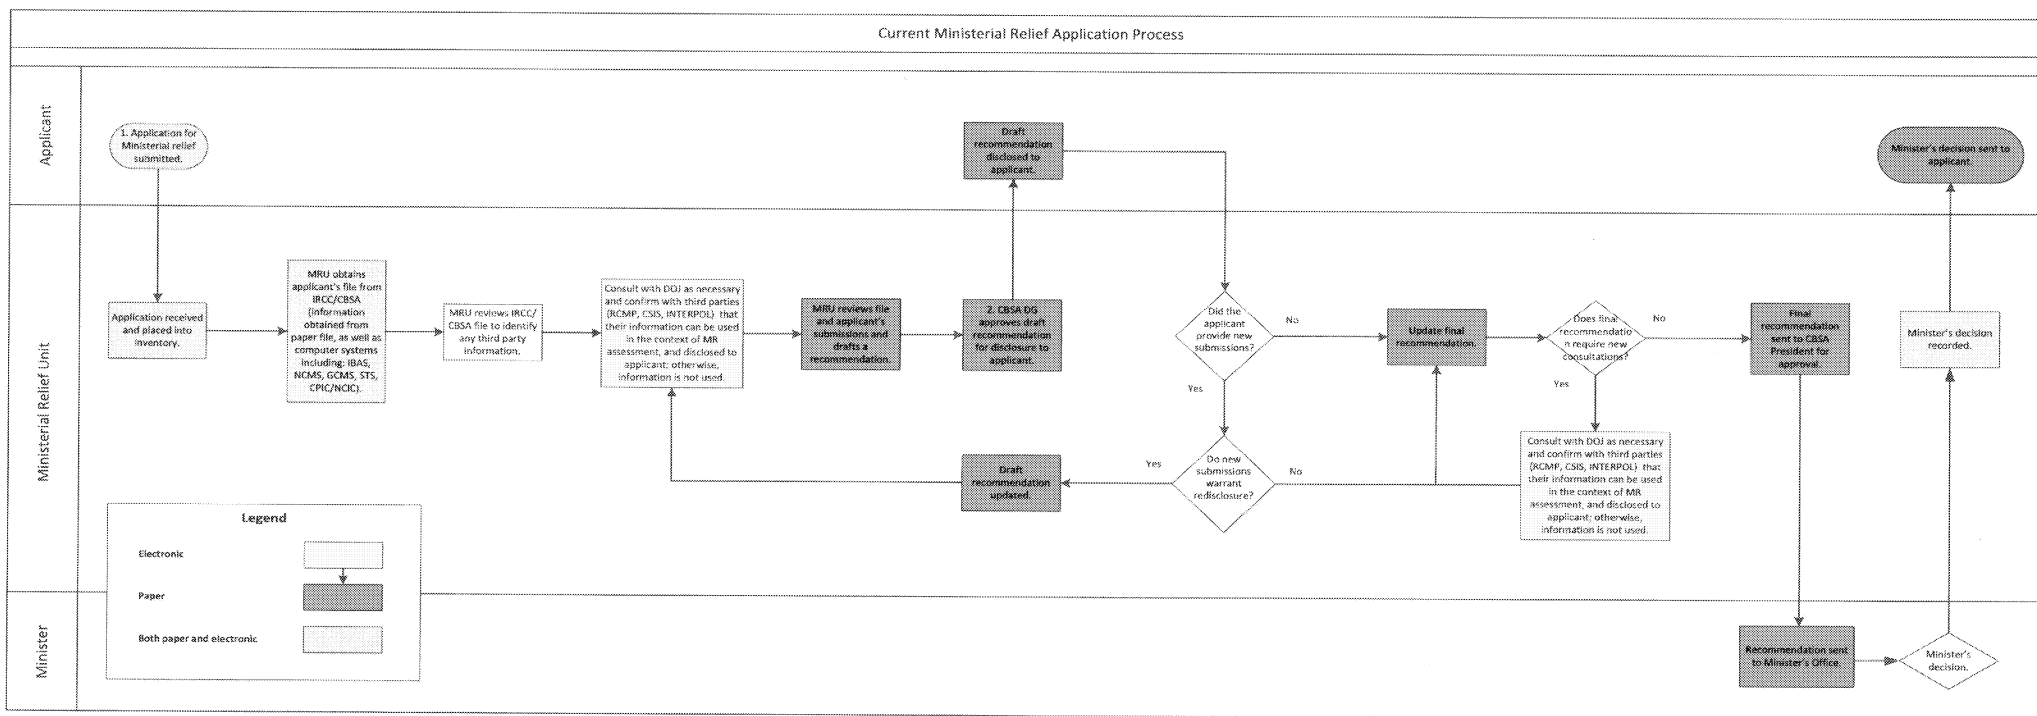 Current Ministerial Relief Application Process
Applicant
1. Application for
Ministerial relief
submitted.
Draft
recommendation
disclosed to
applicant.
Minister's decision sent to
applicant.
Ministerial Relief Unit
Application received
and placed into
inventory.
MRU obtains
applicant's file from
IRCC/CBSA
(information
obtained from
paper file, as well as
computer systems
including: IBAS,
NCMS, GCMS, STS,
CPIC/NCIC).
MRU reviews IRCC/
CBSA file to identify
any third party
information.
Consult with DOJ as necessary
and confirm with third parties
(RCMP, CSIS, INTERPOL) that
their information can be used
in the context of MR
assessment, and disclosed to
applicant; otherwise,
information is not used.
MRU reviews file
and applicant's
submissions and
drafts a
recommendation.
2. CBSA DG
approves draft
recommendation
for disclosure to
applicant.
Did the
applicant
provide new
submissions?
No
Yes
Update final
recommendation.
Does final
recommendatio
n require new
consultations?
No
Yes
Final
recommendation
sent to CBSA
President for
approval.
Minister's decision
recorded.
Draft
recommendation
updated.
Yes
Do new
submissions
warrant
redisclosure?
No
Consult with DOJ as necessary
and confirm with third parties
(RCMP, CSIS, INTERPOL) that
their information can be used
in the context of MR
assessment, and disclosed to
applicant; otherwise,
information is not used.
Legend
Electronic
Paper
Both paper and electronic
Minister
Recommendation sent
to Minister's Office.
Minister's
decision.